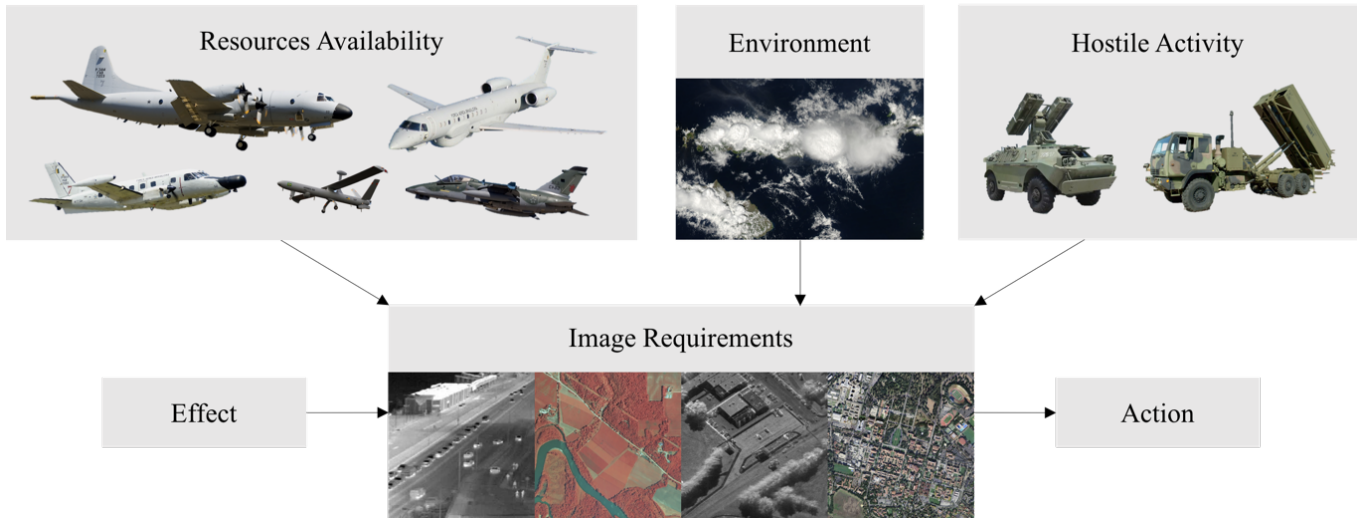 Resources Availability
Environment
Hostile Activity
Image Requirements
Effect
Action